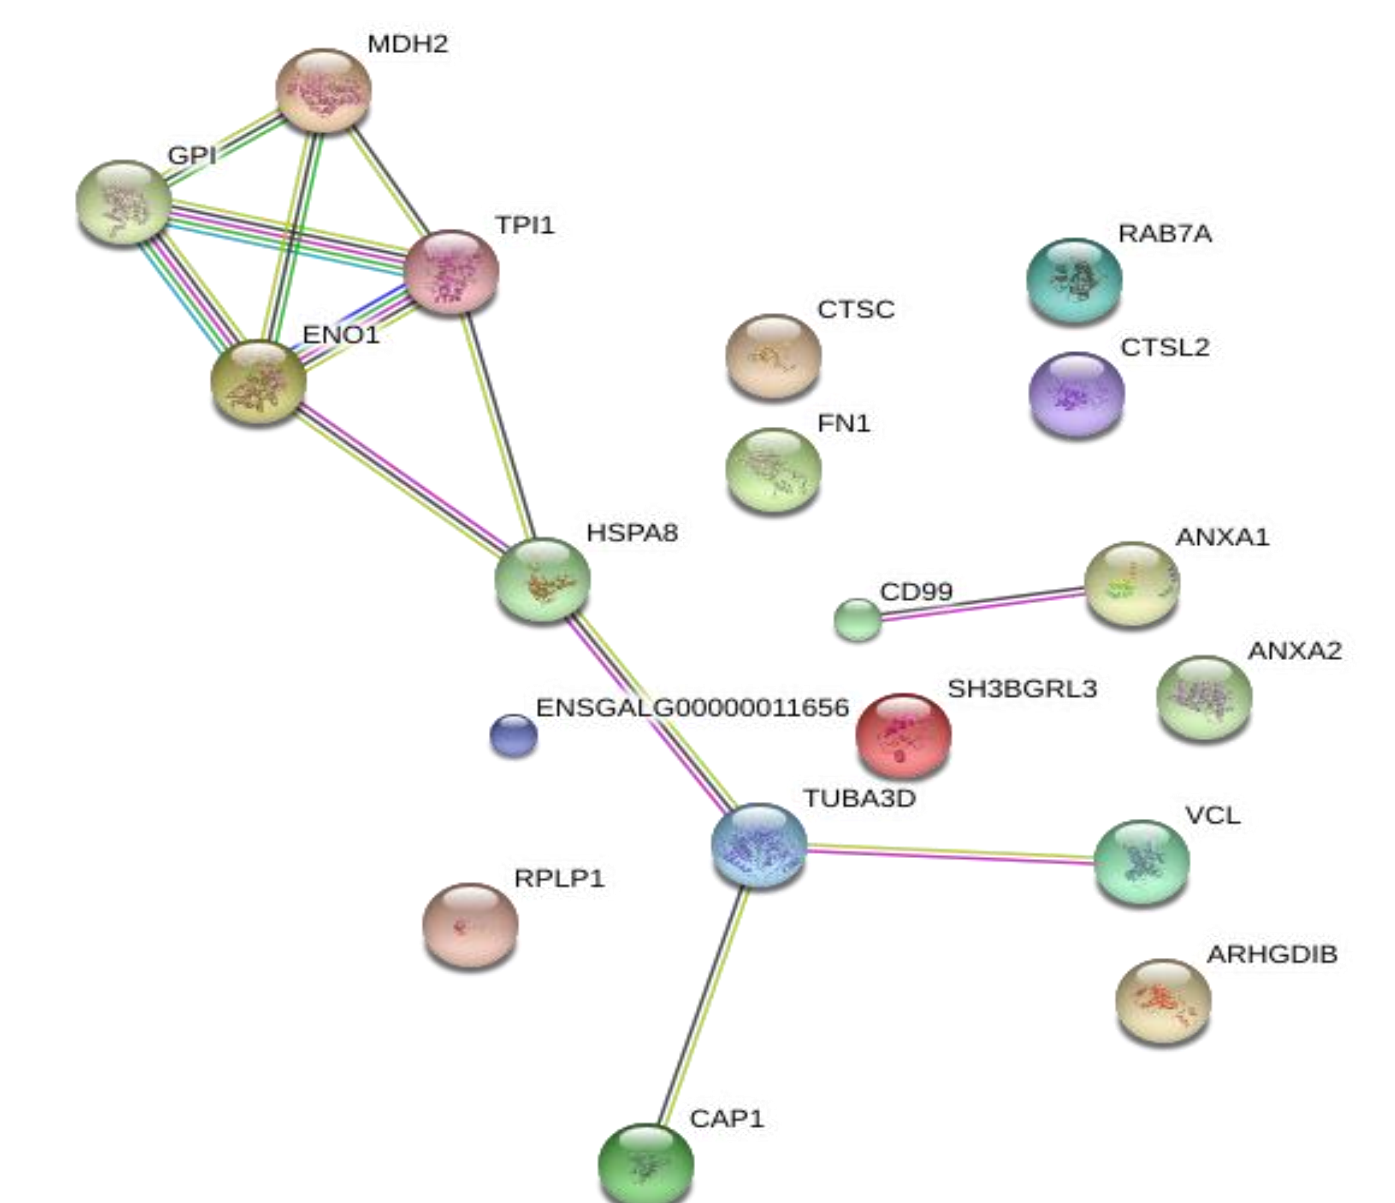 MDH2
GPI
TPI1
RAB7A
CTSC
ENO1
CTSL2
FN1
HSPA8
ANXA1
CD99
ANXA2
SH3BGRL3
ENSGALG00000011656
TUBA3D
VCL
RPLP1
ARHGDIB
CAP1